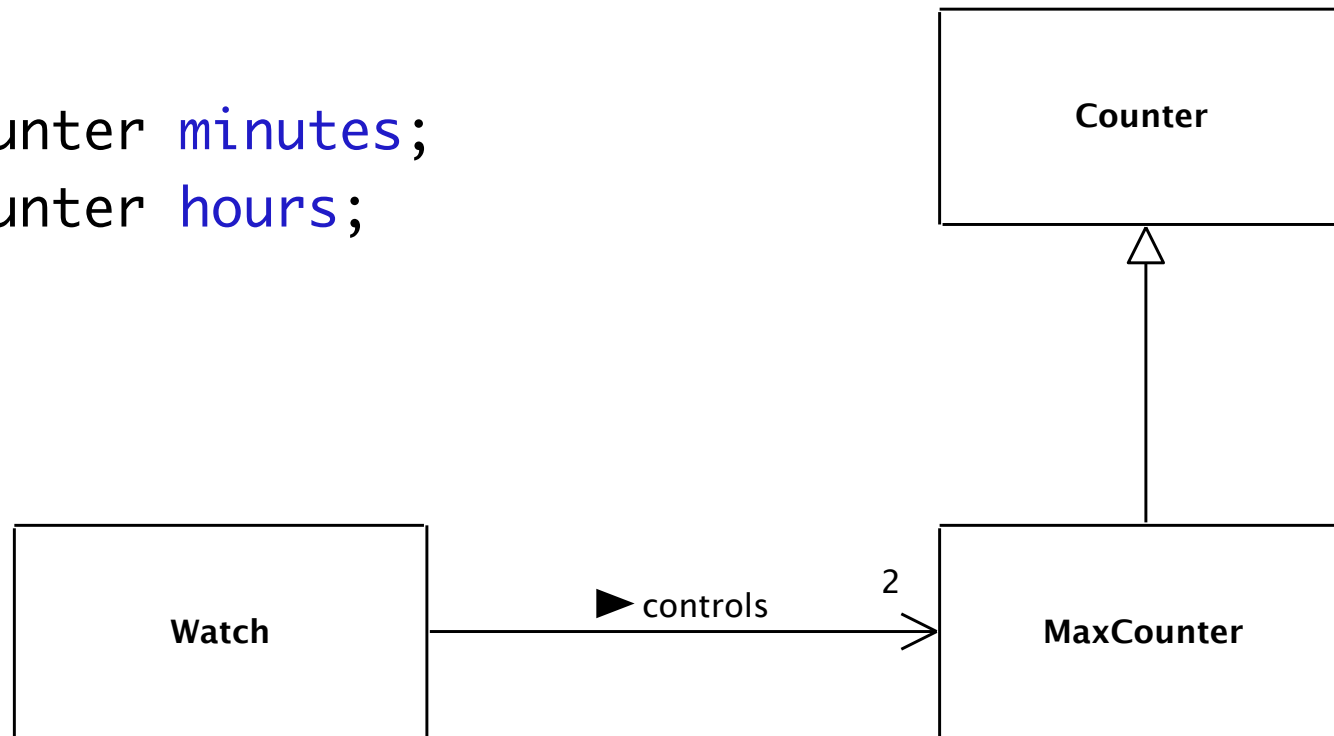 unter minutes;
unter hours;
Counter
2
controls
Watch
MaxCounter